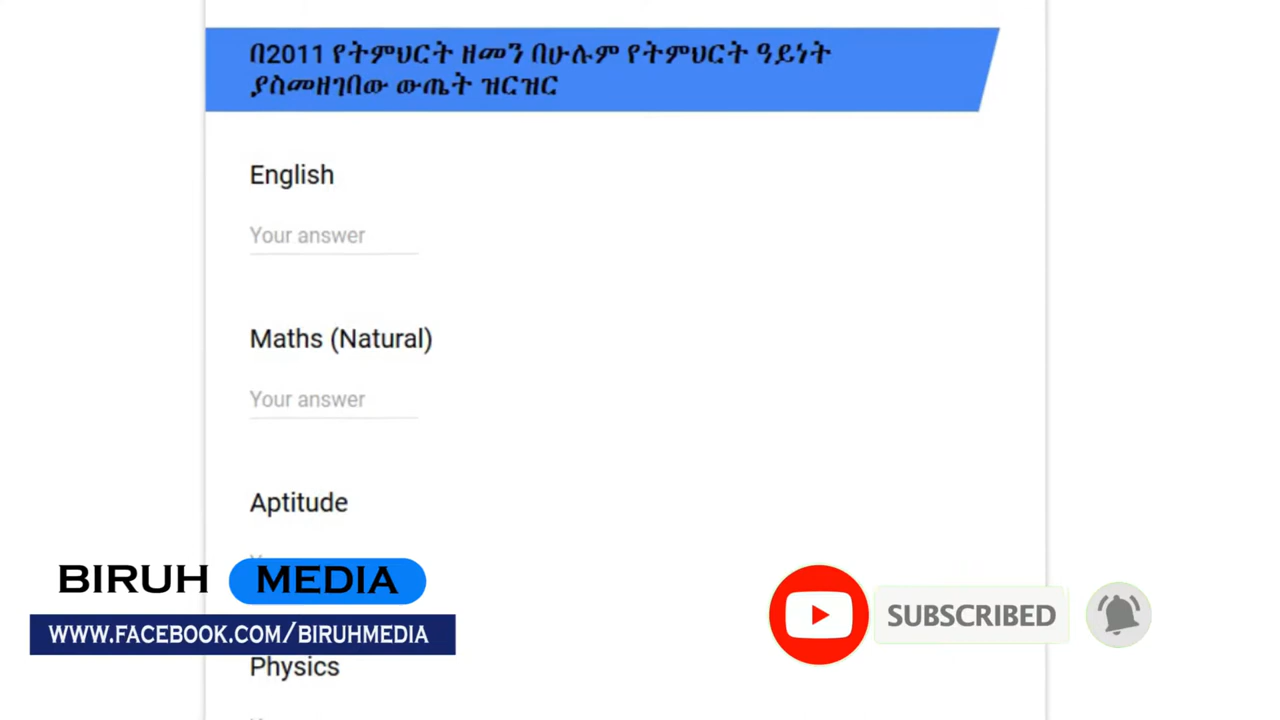 በ2011 የትምህርት ዘመን በሁሉም የትምህርት ዓይነት
ያስመዘገበው ውጤት ዝርዝር
English
Your answer
Maths (Natural)
Your answer
Aptitude
BIRUH MEDIA
WWW.FACEBOOK.COM/BIRUHMEDIA
SUBSCRIBED
Physics